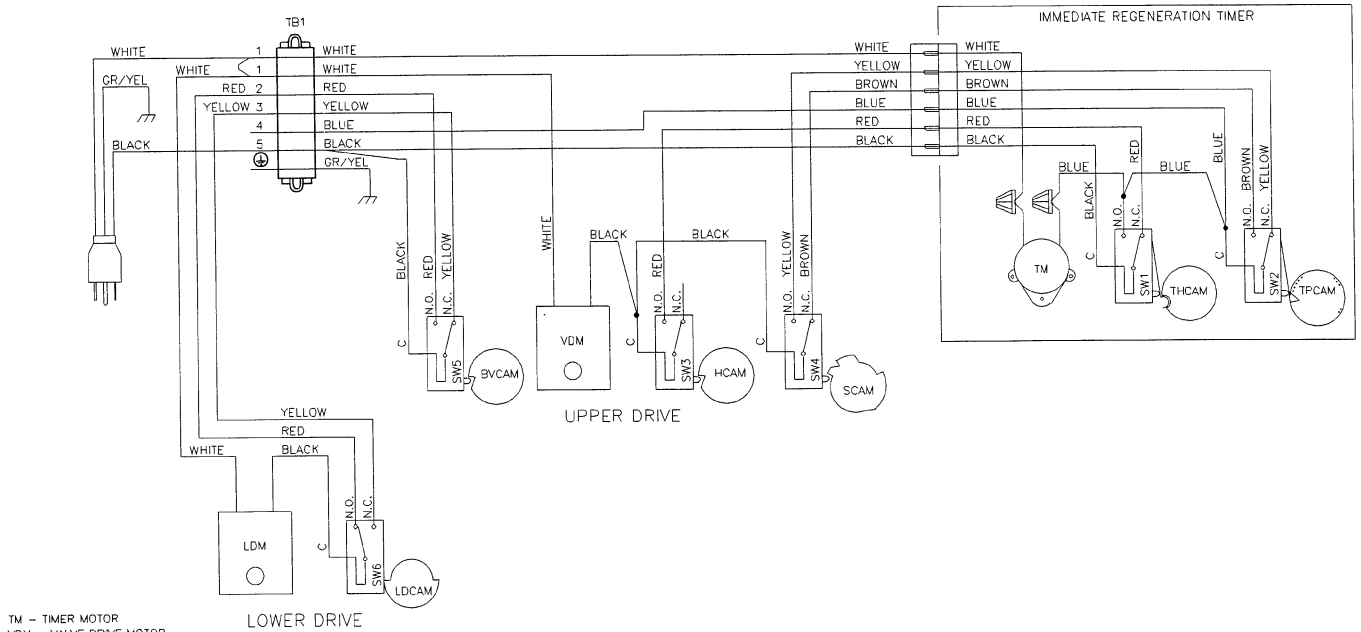 IMMEDIATE REGENERATION TIMER
TB1
WHITE 1 WHITE WHITE WHITE
WHITE 1 WHITE YELLOW YELLOW
GR/YEL RED 2 RED BROWN BROWN
YELLOW 3 YELLOW BLUE BLUE
4 BLUE RED RED
BLACK 5 BLACK BLACK BLACK
GR/YEL
BLUE BLACK RED BLUE BLUE BROWN YELLOW
N.O. N.C. N.O. N.C.
C C
TM SW1 THCAM SW2 TPCAM
BLACK RED YELLOW WHITE BLACK BLACK RED YELLOW BROWN
N.O. N.C. N.O. N.C. N.O. N.C.
C C C
SW5 BVCAM VDM SW3 HCAM SW4 SCAM
UPPER DRIVE
YELLOW
RED
WHITE BLACK
N.O. N.C.
C
LDM SW6 LDCAM
TM – TIMER MOTOR
LOWER DRIVE
VDM – VALVE DRIVE MOTOR